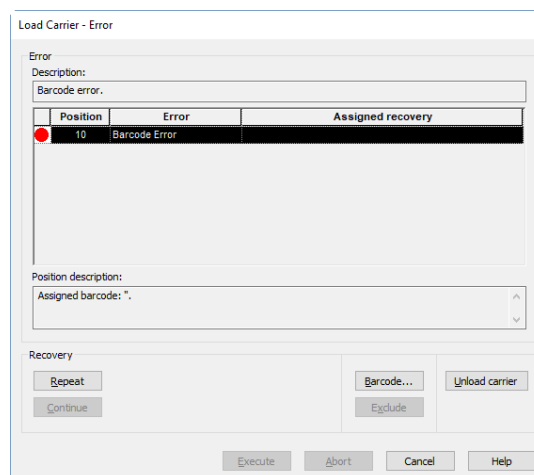 Load Carrier - Error
Error
Description:
Barcode error.
Position Error Assigned recovery
10 Barcode Error
Position description:
Assigned barcode: ".
Recovery
Repeat Barcode... Unload carrier
Continue Exclude
Execute Abort Cancel Help